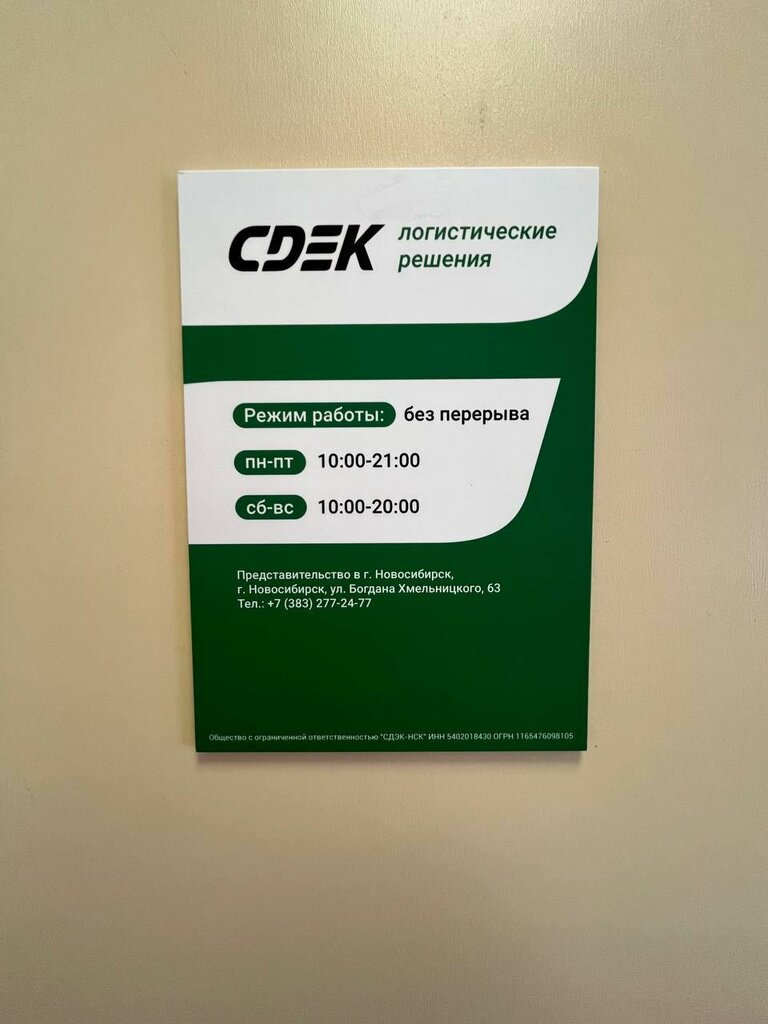 CDEK логистические
решения
Режим работы: без перерыва
пн-пт 10:00-21:00
сб-вс 10:00-20:00
Представительство в г. Новосибирск,
г. Новосибирск, ул. Богдана Хмельницкого, 63
Тел.: +7 (383) 277-24-77
Общество с ограниченной ответственностью "СДЭК-НСК" ИНН 5402018430 ОГРН 1165476098105